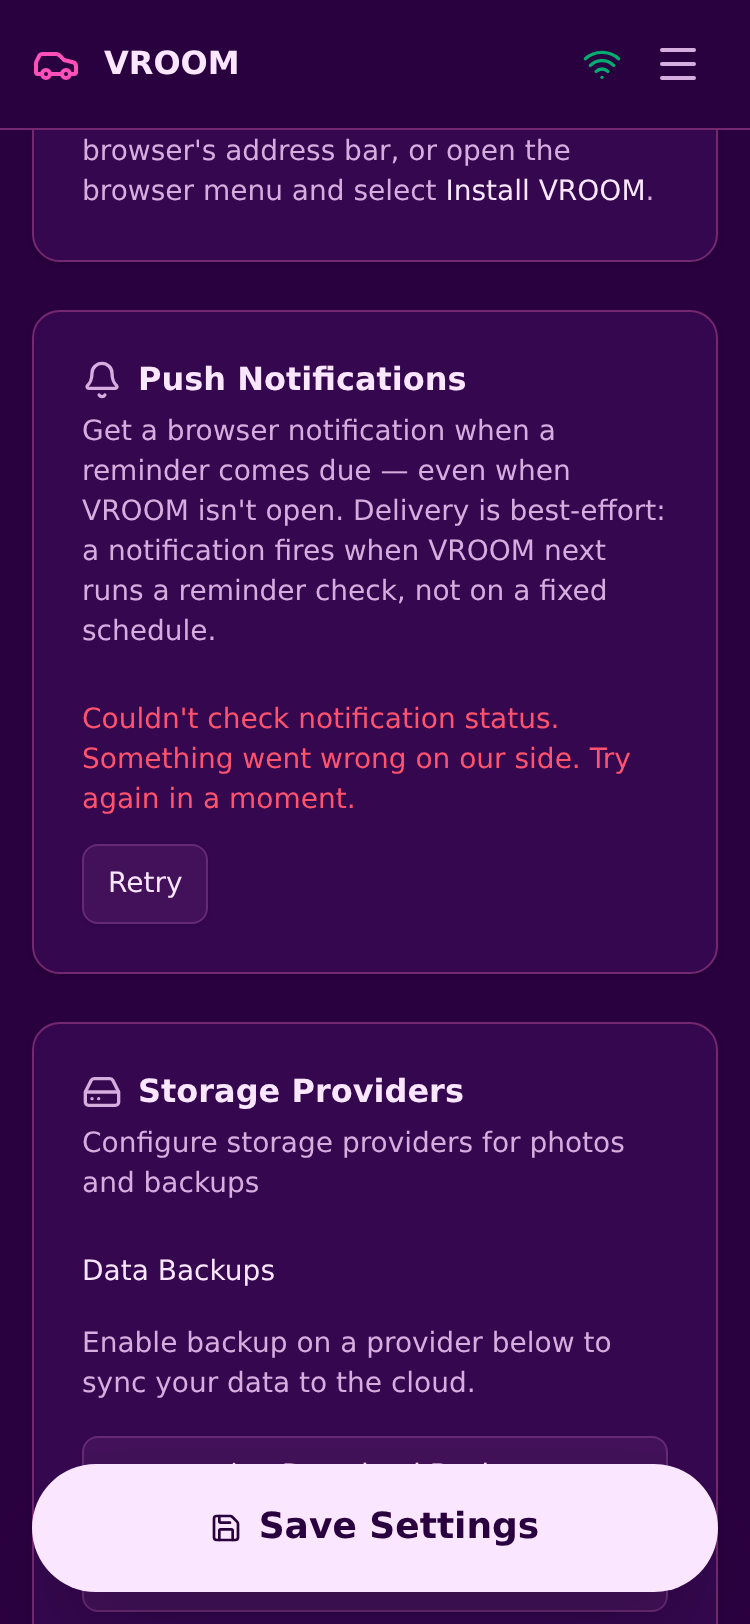 VROOM
browser's address bar, or open the
browser menu and select Install VROOM.
Push Notifications
Get a browser notification when a
reminder comes due — even when
VROOM isn't open. Delivery is best-effort:
a notification fires when VROOM next
runs a reminder check, not on a fixed
schedule.
Couldn't check notification status.
Something went wrong on our side. Try
again in a moment.
Retry
Storage Providers
Configure storage providers for photos
and backups
Data Backups
Enable backup on a provider below to
sync your data to the cloud.
Save Settings